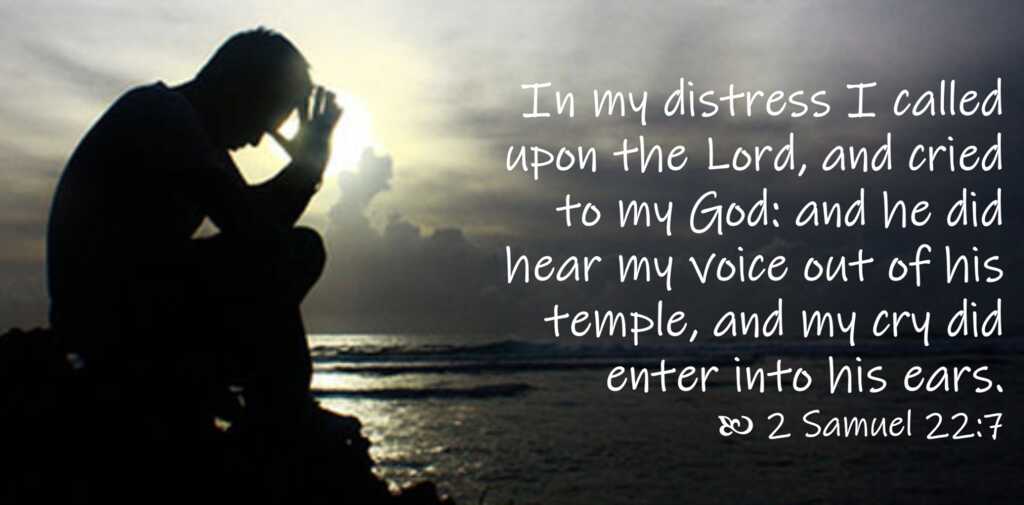 In my distress I called
upon the Lord, and cried
to my God: and he did
hear my voice out of his
temple, and my cry did
enter into his ears.
2 Samuel 22:7